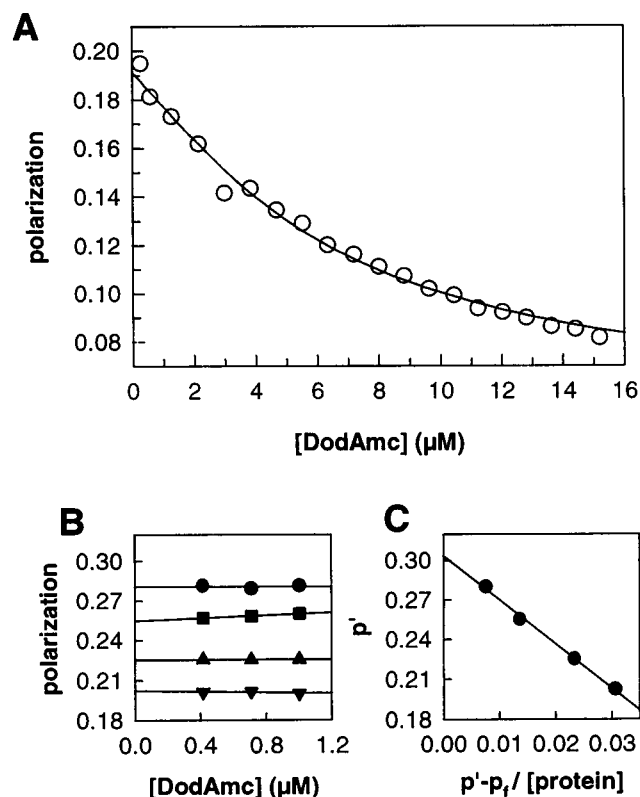 A
0.20
0.18
0.16
0.14
0.12
0.10
0.08
polarization
0 2 4 6 8 10 12 14 16
[DodAmc] (µM)
B
0.30
0.27
0.24
0.21
0.18
polarization
0.0 0.4 0.8 1.2
[DodAmc] (µM)
C
0.30
0.27
0.24
0.21
0.18
p'
0.00 0.01 0.02 0.03
p'-pf / [protein]